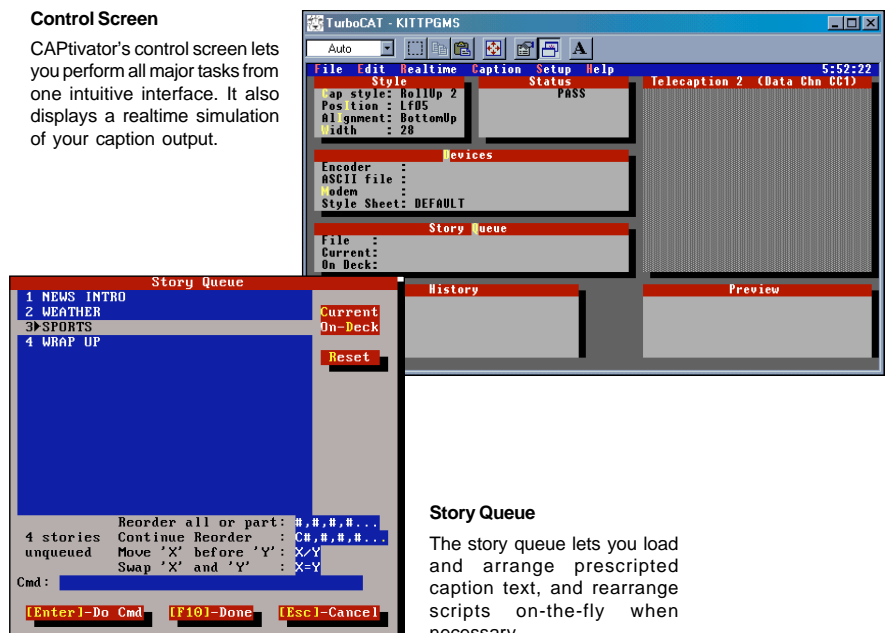 Control Screen
CAPtivator's control screen lets
you perform all major tasks from
one intuitive interface. It also
displays a realtime simulation
of your caption output.
TurboCAT - KITTPGMS
Auto
A
File Edit Realtime Caption Setup Help 5:52:22
Style
Cap style: RollUp 2
PosItion : Lf05
AlIgnment: BottomUp
Width : 28
Status
PASS
Telecaption 2 (Data Chn CC1)
Devices
Encoder :
ASCII file :
Modem :
Style Sheet: DEFAULT
Story Queue
File :
Current:
On Deck:
History
Preview
Story Queue
1 NEWS INTRO
2 WEATHER
3▶SPORTS
4 WRAP UP
Current
On-Deck
Reset
Reorder all or part: #,#,#,#...
4 stories Continue Reorder : C#,#,#,#...
unqueued Move 'X' before 'Y': X/Y
Swap 'X' and 'Y' : X=Y
Cmd:
[Enter]-Do Cmd [F10]-Done [Esc]-Cancel
Story Queue
The story queue lets you load
and arrange prescripted
caption text, and rearrange
scripts on-the-fly when
necessary